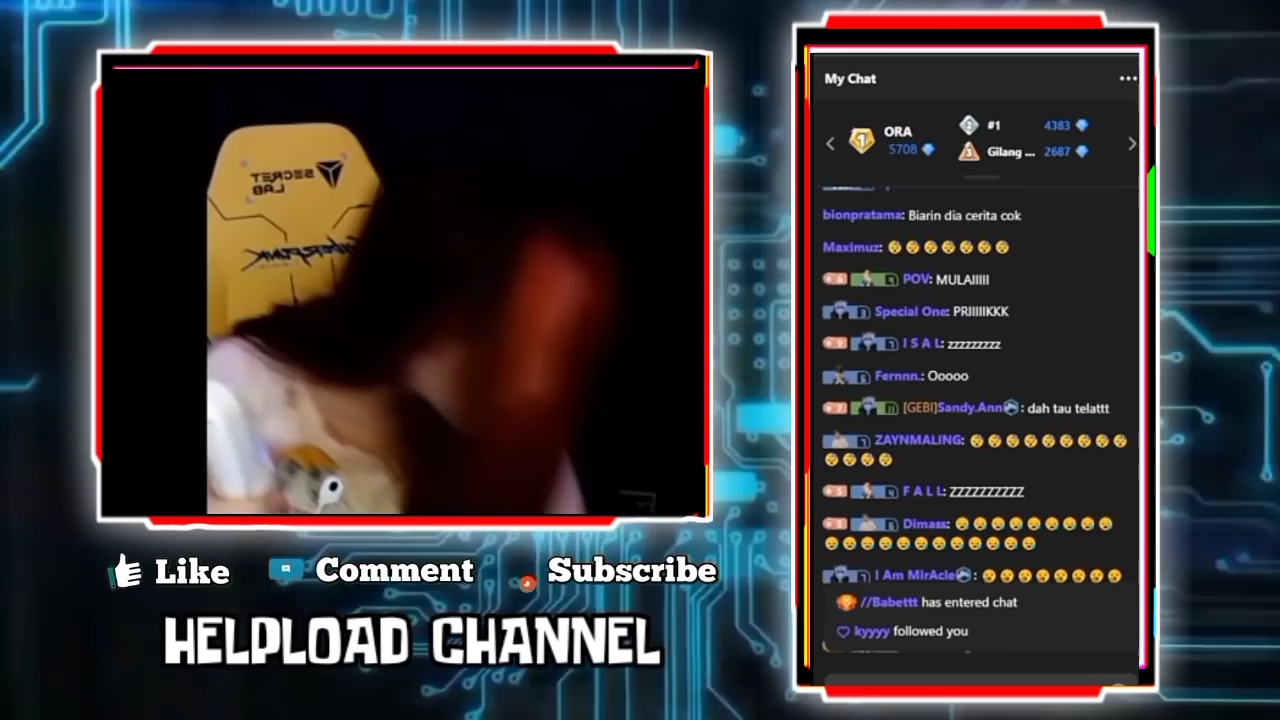 SECRET
LAB
My Chat
ORA
5708
#1
4383
Gilang ...
2687
bionpratama: Biarin dia cerita cok
Maximuz: 😴😴😴😴😴😴😴
POV: MULAIIIII
Special One: PRIIIIIKKK
I S A L: zzzzzzzzz
Fernnn.: Ooooo
[GEBI]Sandy.Ann: dah tau telattt
ZAYNMALING: 😴😴😴😴😴😴😴😴😴
😴😴😴😴
F A L L: ZZZZZZZZZZ
Dimass: 😪😪😪😪😪😪😪😪😪
😪😪😪😪😪😪😪😪😪😪😪😪
I Am MirAcle: 😪😪😪😪😪😪😪😪
//Babettt has entered chat
kyyyy followed you
Like
Comment
Subscribe
HELPLOAD CHANNEL